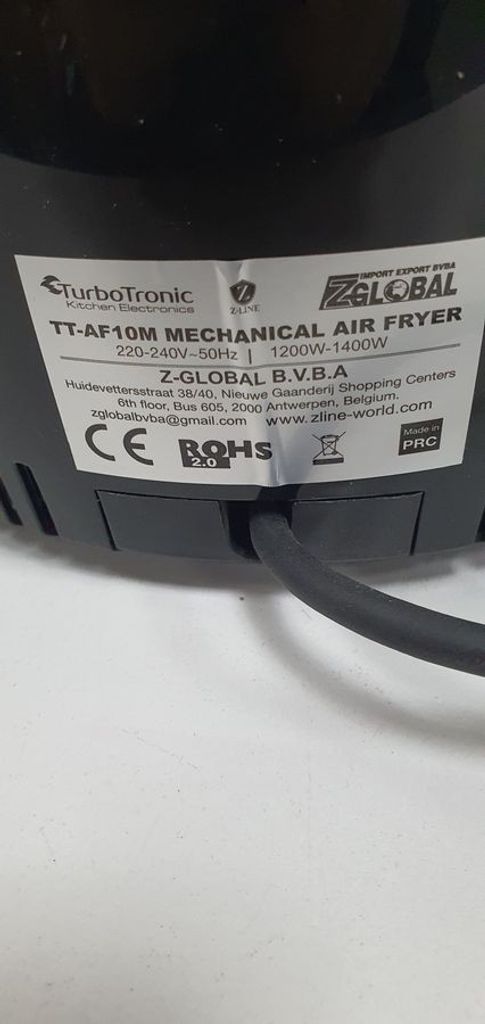 TurboTronic
Kitchen Electronics
Z
Z-LINE
IMPORT EXPORT BVBA
Z-GLOBAL
TT-AF10M MECHANICAL AIR FRYER
220-240V~50Hz | 1200W-1400W
Z-GLOBAL B.V.B.A
Huidevettersstraat 38/40, Nieuwe Gaanderij Shopping Centers
6th floor, Bus 605, 2000 Antwerpen, Belgium.
zglobalbvba@gmail.com www.zline-world.com
CE
ROHS
2.0
Made in
PRC